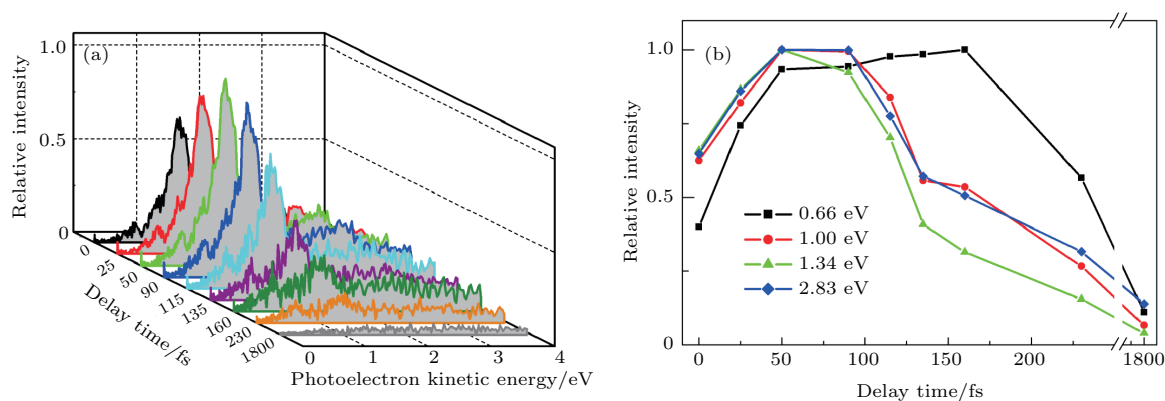 (a)
Relative intensity
1.0
0.5
0
0
25
50
90
115
135
160
230
1800
Delay time/fs
0
1
2
3
4
Photoelectron kinetic energy/eV
(b)
Relative intensity
1.0
0.5
0
0.66 eV
1.00 eV
1.34 eV
2.83 eV
0
50
100
150
200
1800
Delay time/fs